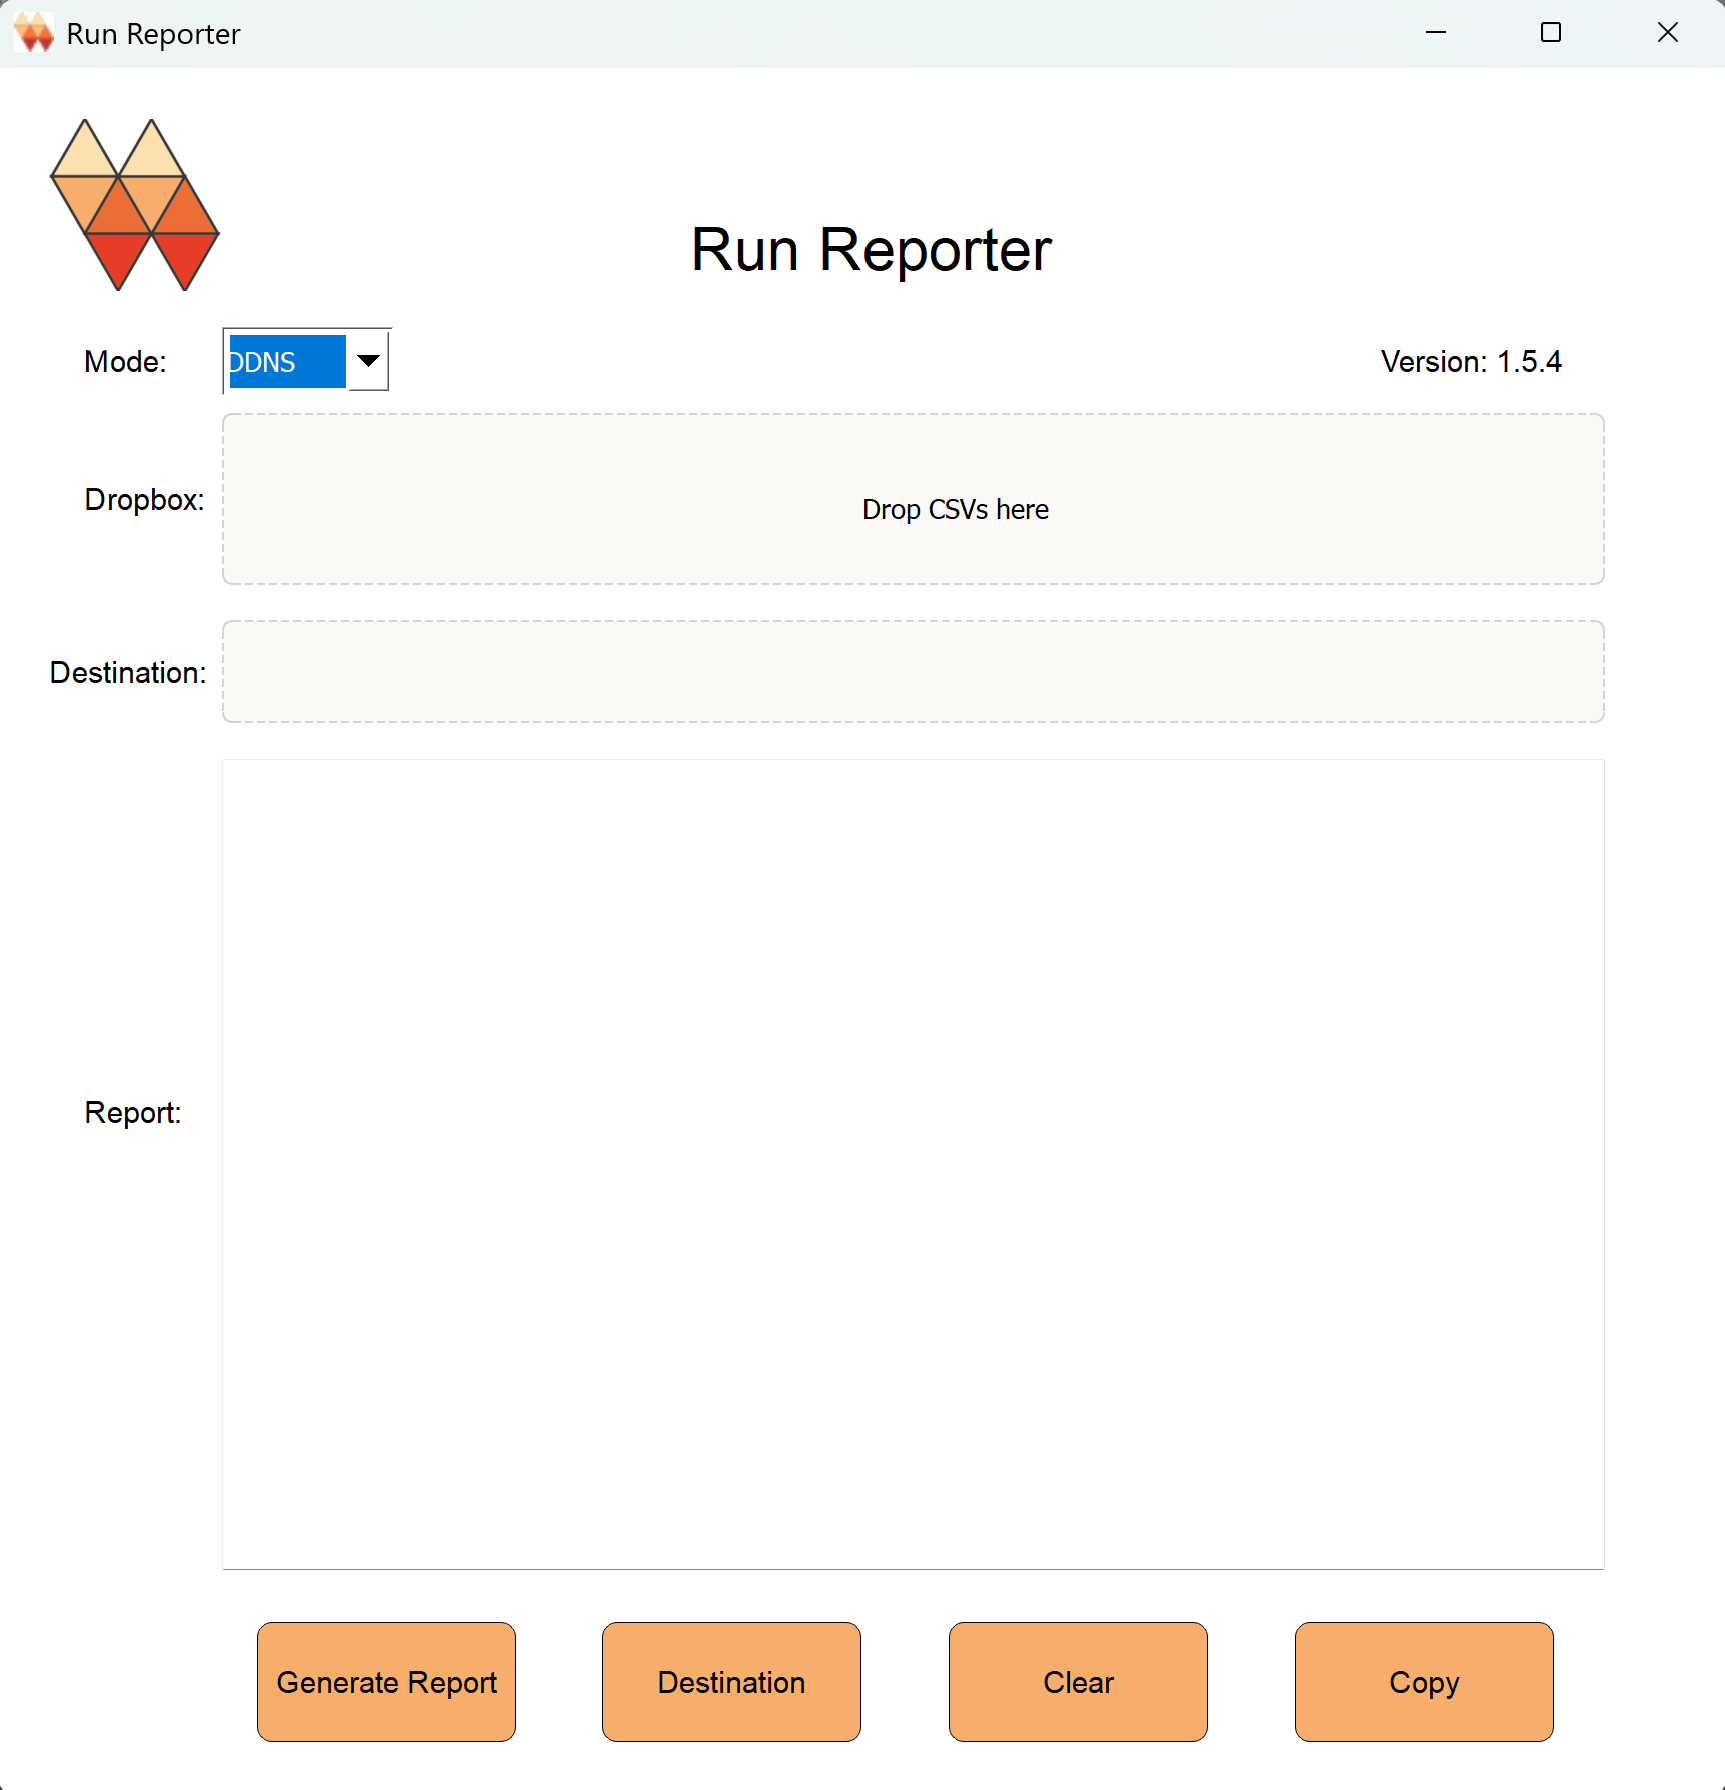 Run Reporter
Run Reporter
Mode:
DDNS
Version: 1.5.4
Dropbox:
Drop CSVs here
Destination:
Report:
Generate Report
Destination
Clear
Copy